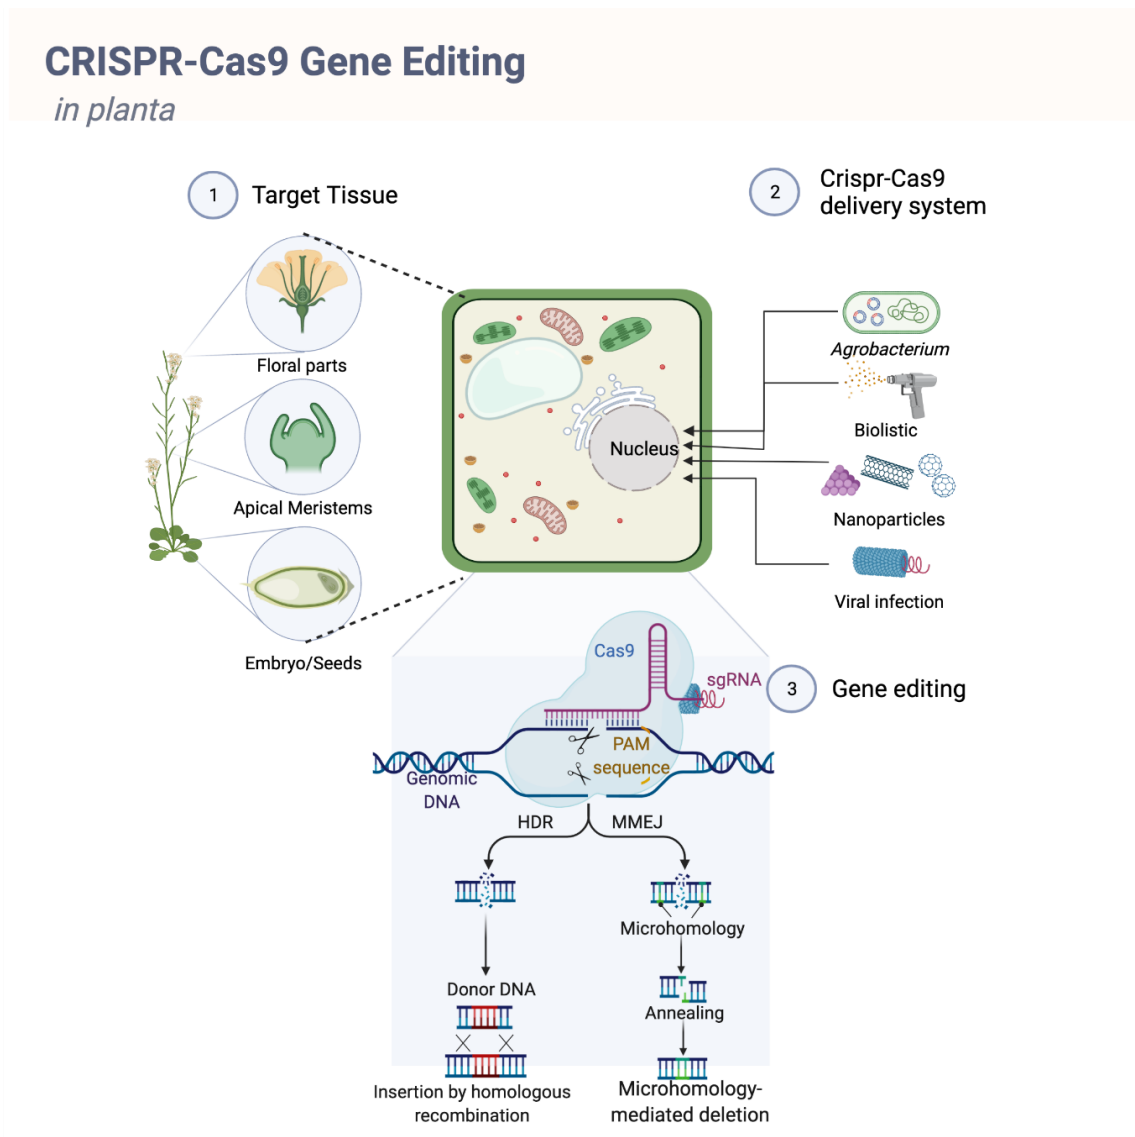 CRISPR-Cas9 Gene Editing
in planta
1
Target Tissue
Floral parts
Apical Meristems
Embryo/Seeds
2
Crispr-Cas9
delivery system
Agrobacterium
Biolistic
Nanoparticles
Viral infection
Nucleus
3
Gene editing
Cas9
sgRNA
PAM
sequence
Genomic
DNA
HDR
MMEJ
Microhomology
Donor DNA
Annealing
Insertion by homologous
recombination
Microhomology-
mediated deletion